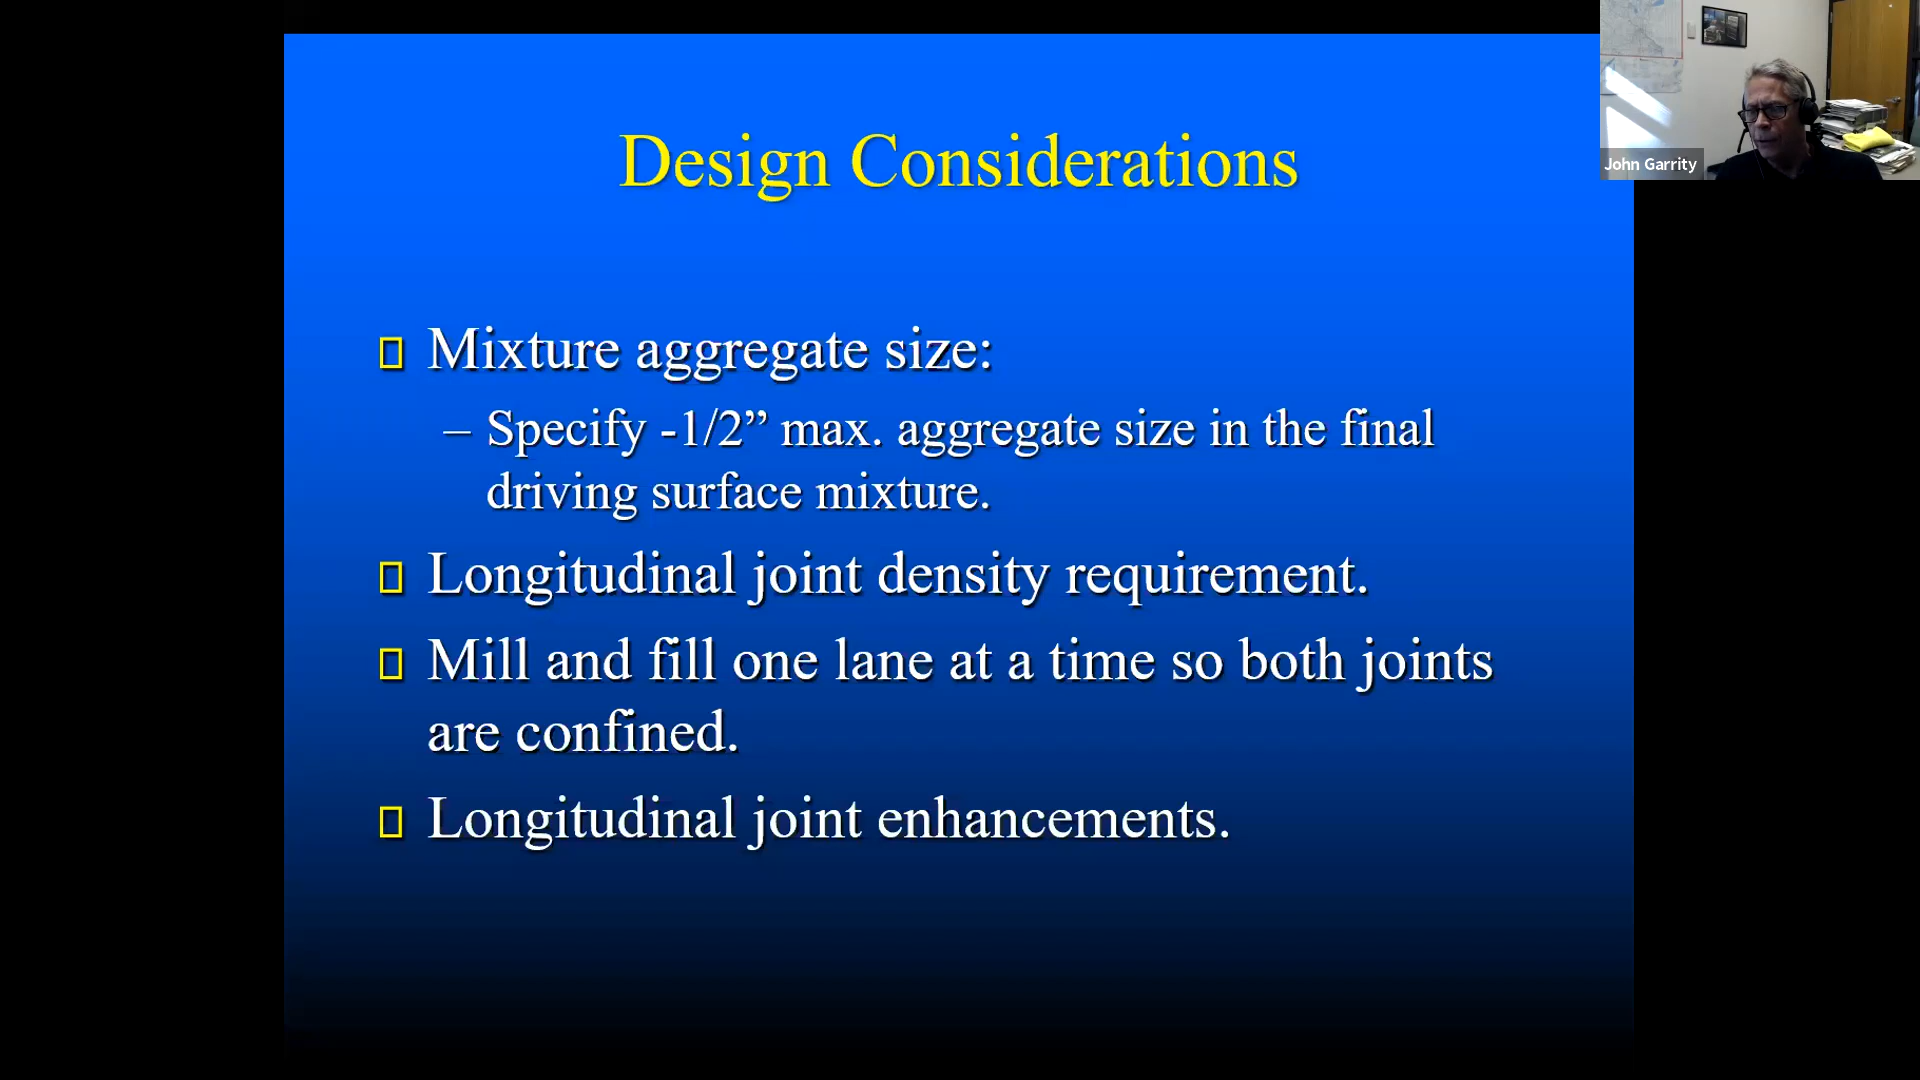 Design Considerations
John Garrity
Mixture aggregate size:
– Specify -1/2” max. aggregate size in the final
driving surface mixture.
Longitudinal joint density requirement.
Mill and fill one lane at a time so both joints
are confined.
Longitudinal joint enhancements.